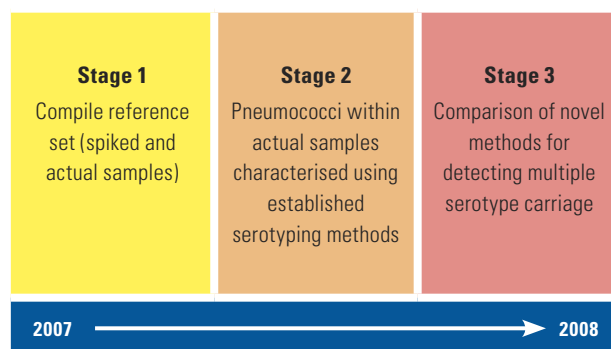 Stage 1
Compile reference
set (spiked and
actual samples)
Stage 2
Pneumococci within
actual samples
characterised using
established
serotyping methods
Stage 3
Comparison of novel
methods for
detecting multiple
serotype carriage
2007
2008